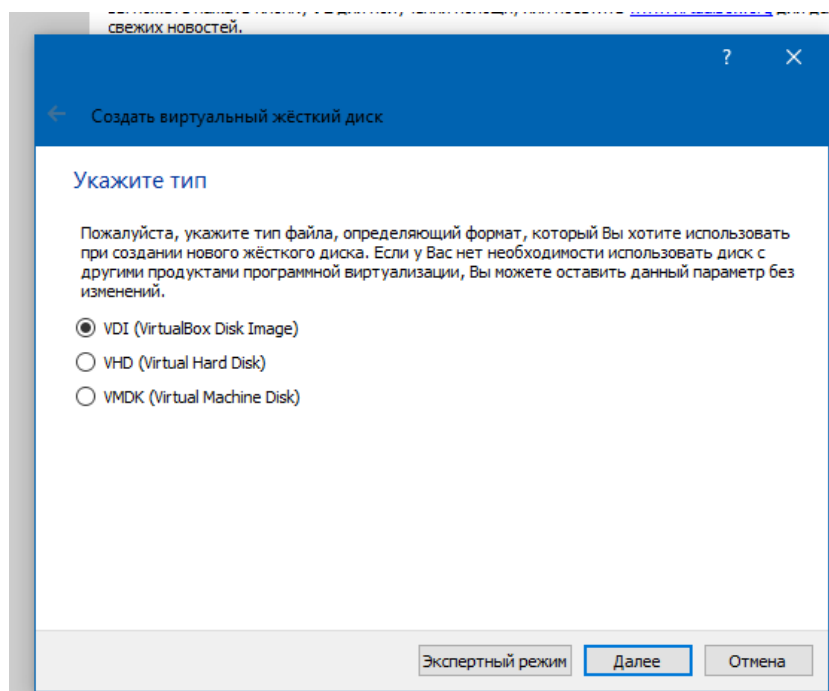 свежих новостей.
?
Создать виртуальный жёсткий диск
Укажите тип
Пожалуйста, укажите тип файла, определяющий формат, который Вы хотите использовать
при создании нового жёсткого диска. Если у Вас нет необходимости использовать диск с
другими продуктами программной виртуализации, Вы можете оставить данный параметр без
изменений.
VDI (VirtualBox Disk Image)
VHD (Virtual Hard Disk)
VMDK (Virtual Machine Disk)
Экспертный режим Далее Отмена